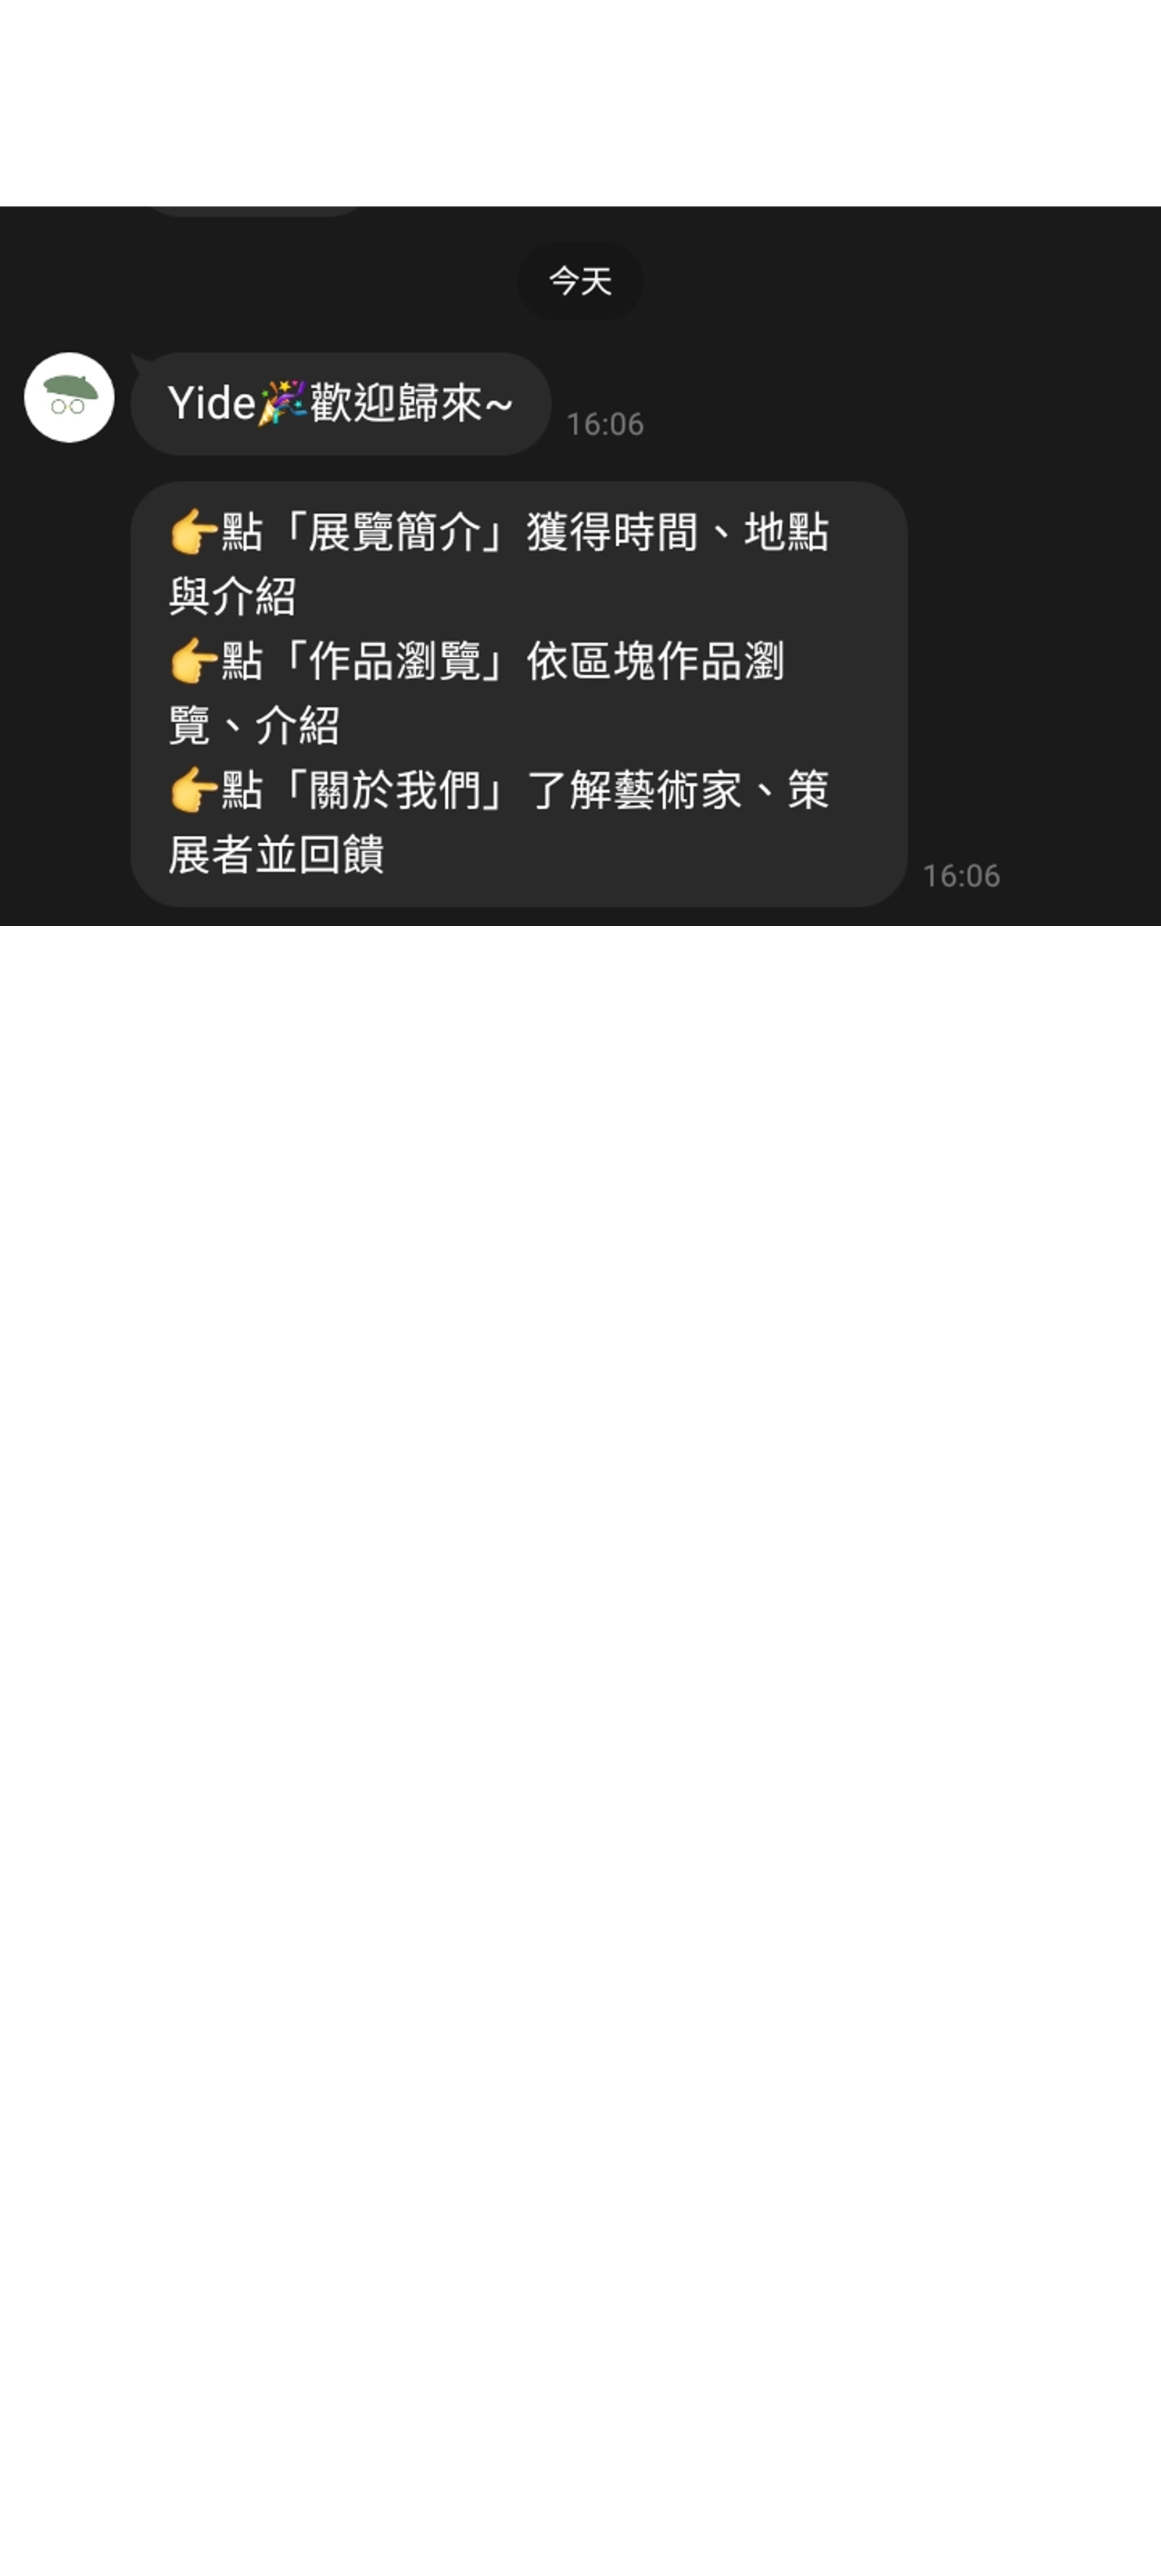 今天
Yide🎉歡迎歸來~
16:06
👉點「展覽簡介」獲得時間、地點
與介紹
👉點「作品瀏覽」依區塊作品瀏
覽、介紹
👉點「關於我們」了解藝術家、策
展者並回饋
16:06